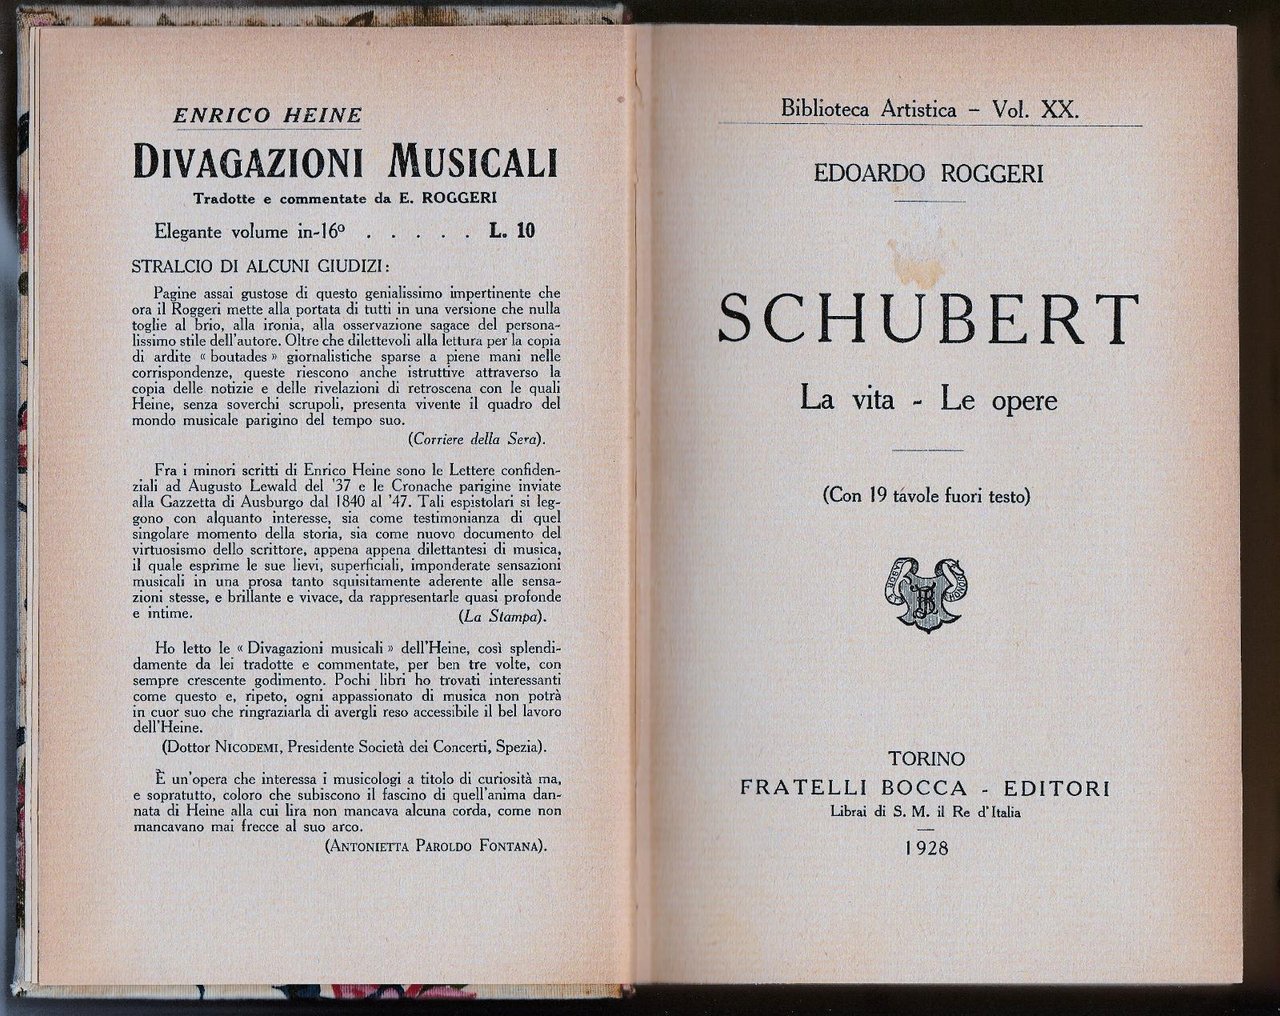 ENRICO HEINE
DIVAGAZIONI MUSICALI
Tradotte e commentate da E. ROGGERI
Elegante volume in-16º . . . . . L. 10
STRALCIO DI ALCUNI GIUDIZI:
Pagine assai gustose di questo genialissimo impertinente che
ora il Roggeri mette alla portata di tutti in una versione che nulla
toglie al brio, alla ironia, alla osservazione sagace del persona-
lissimo stile dell'autore. Oltre che dilettevoli alla lettura per la copia
di ardite « boutades » giornalistiche sparse a piene mani nelle
corrispondenze, queste riescono anche istruttive attraverso la
copia delle notizie e delle rivelazioni di retroscena con le quali
Heine, senza soverchi scrupoli, presenta vivente il quadro del
mondo musicale parigino del tempo suo.
(Corriere della Sera).
Fra i minori scritti di Enrico Heine sono le Lettere confiden-
ziali ad Augusto Lewald del '37 e le Cronache parigine inviate
alla Gazzetta di Ausburgo dal 1840 al '47. Tali espistolari si leg-
gono con alquanto interesse, sia come testimonianza di quel
singolare momento della storia, sia come nuovo documento del
virtuosismo dello scrittore, appena appena dilettantesi di musica,
il quale esprime le sue lievi, superficiali, imponderate sensazioni
musicali in una prosa tanto squisitamente aderente alle sensa-
zioni stesse, e brillante e vivace, da rappresentarle quasi profonde
e intime.
(La Stampa).
Ho letto le « Divagazioni musicali » dell'Heine, così splendi-
damente da lei tradotte e commentate, per ben tre volte, con
sempre crescente godimento. Pochi libri ho trovati interessanti
come questo e, ripeto, ogni appassionato di musica non potrà
in cuor suo che ringraziarla di avergli reso accessibile il bel lavoro
dell'Heine.
(Dottor NICODEMI, Presidente Società dei Concerti, Spezia).
È un'opera che interessa i musicologi a titolo di curiosità ma,
e sopratutto, coloro che subiscono il fascino di quell'anima dan-
nata di Heine alla cui lira non mancava alcuna corda, come non
mancavano mai frecce al suo arco.
(ANTONIETTA PAROLDO FONTANA).
Biblioteca Artistica - Vol. XX.
EDOARDO ROGGERI
SCHUBERT
La vita - Le opere
(Con 19 tavole fuori testo)
LABOR
TORINO
FRATELLI BOCCA - EDITORI
Librai di S. M. il Re d'Italia
1928